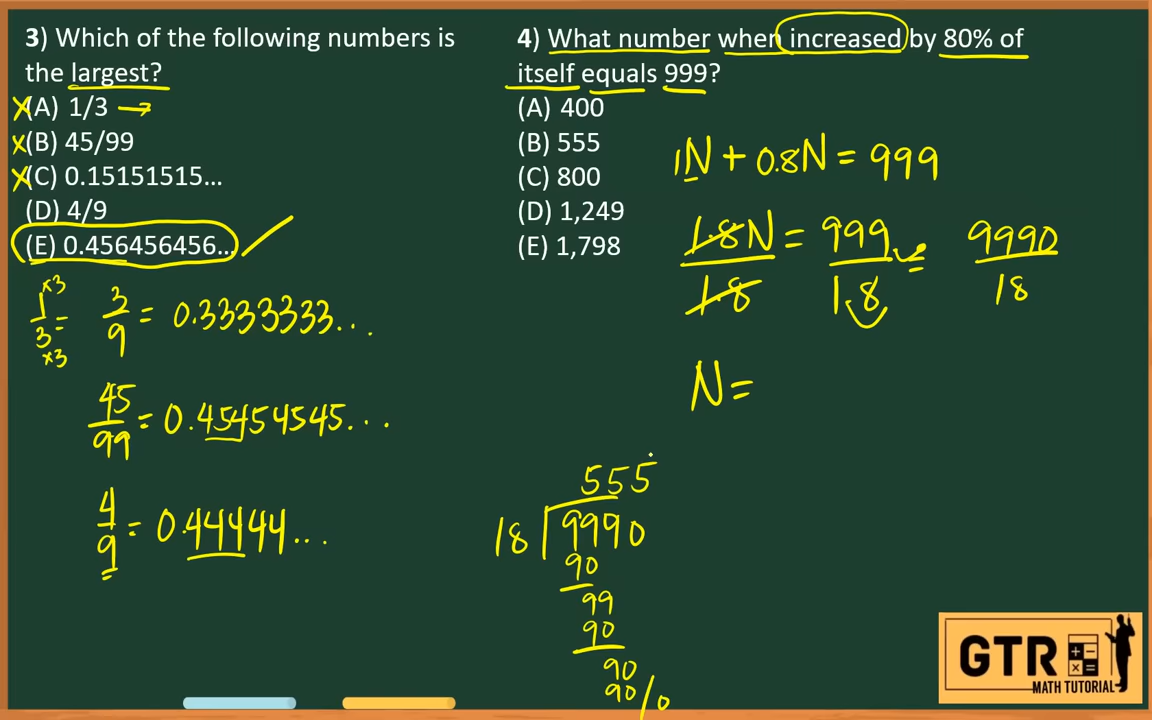 3) Which of the following numbers is
the largest?
X(A) 1/3 →
X(B) 45/99
X(C) 0.15151515...
(D) 4/9
(E) 0.456456456...
1/3 ×3 ×3 = 3/9 = 0.3333333...
45/99 = 0.45454545...
4/9 = 0.44444...
4) What number when increased by 80% of
itself equals 999?
(A) 400
(B) 555
(C) 800
(D) 1,249
(E) 1,798
1N + 0.8N = 999
1.8N/1.8 = 999/1.8 = 9990/18
N =
555
18 9990
90
99
90
90
90/0
GTR
MATH TUTORIAL